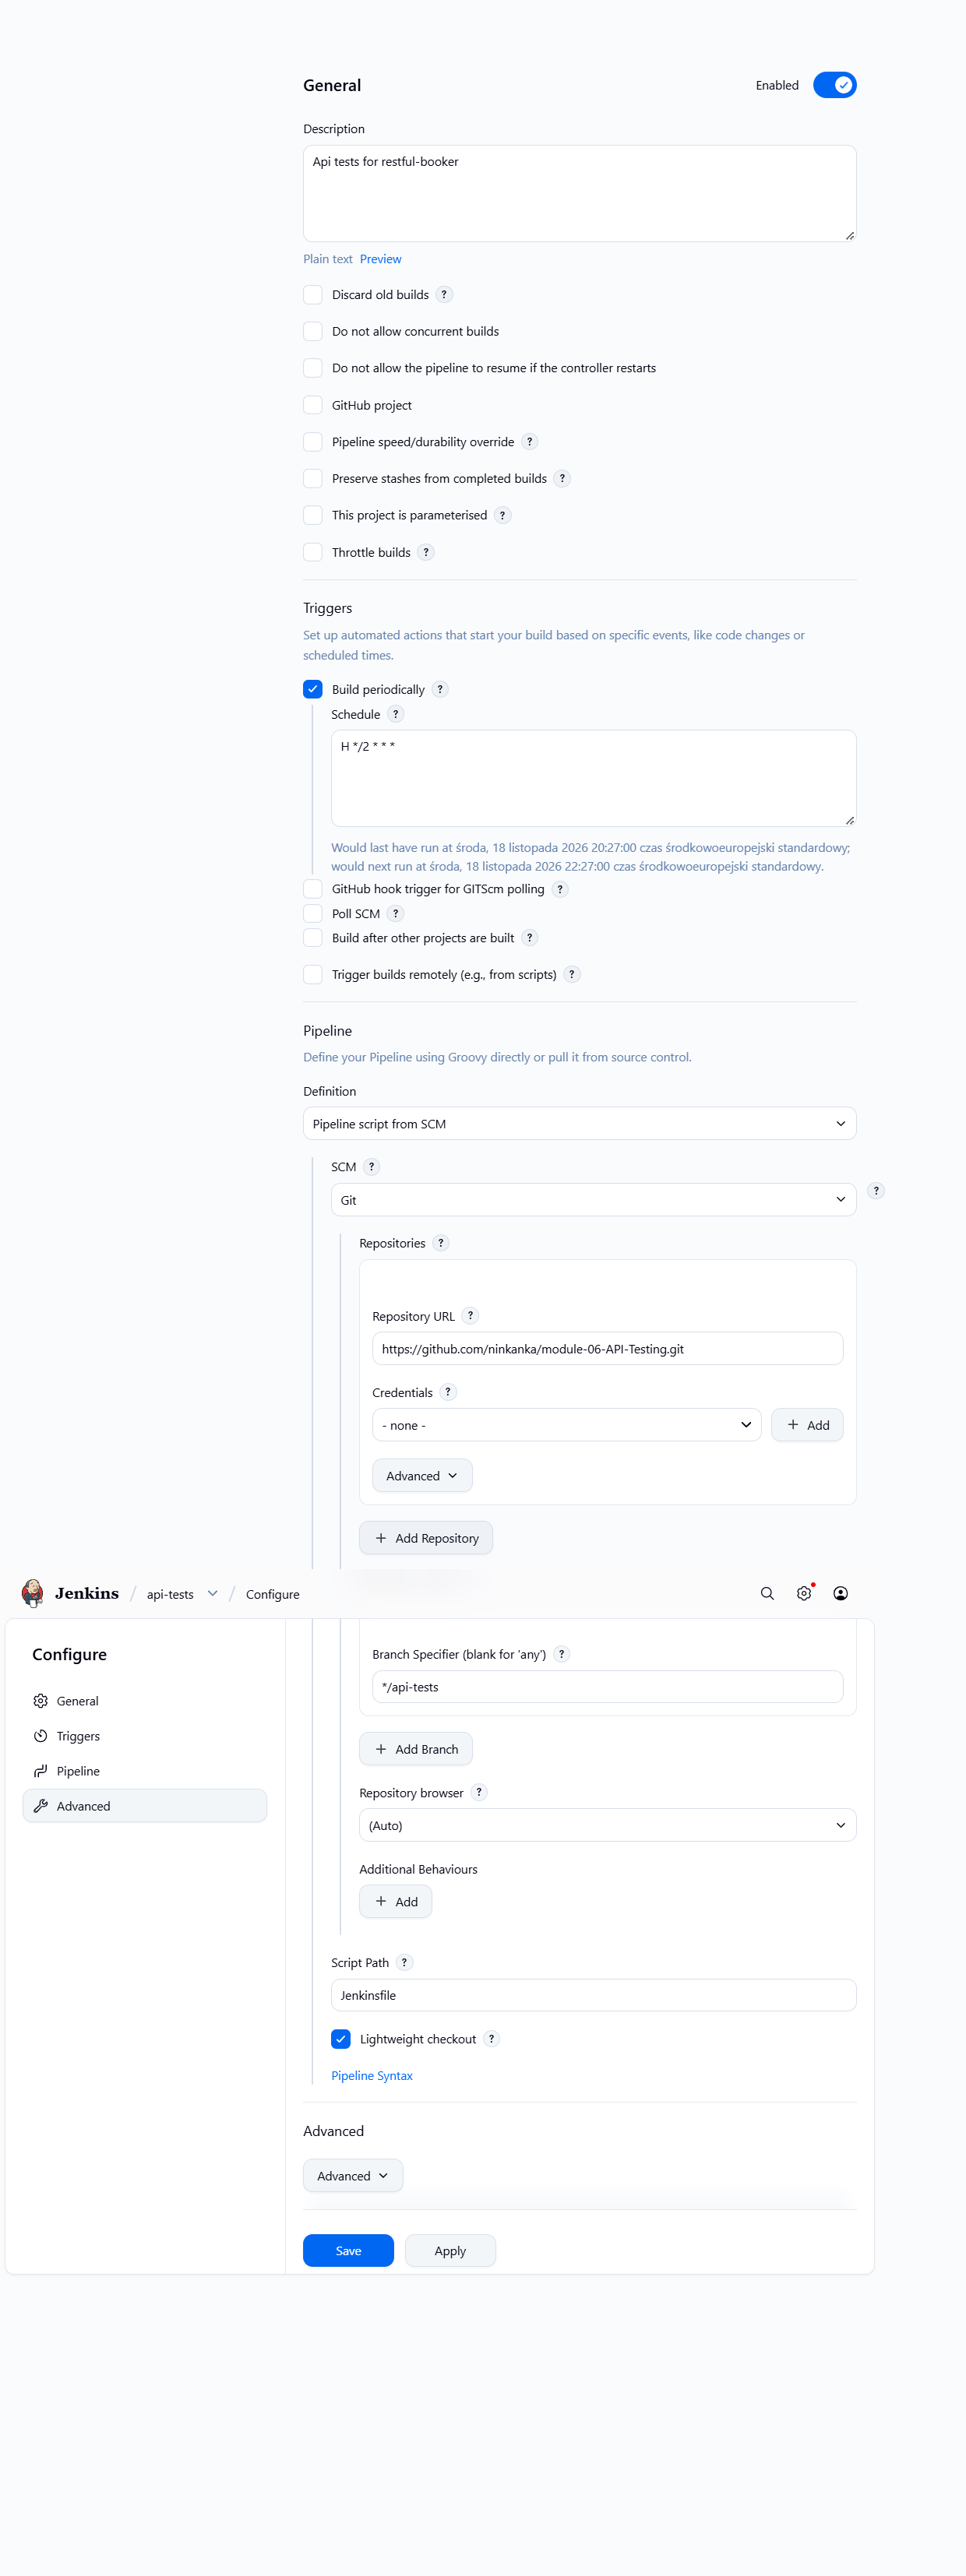 General
Enabled
Description
Api tests for restful-booker
Plain text Preview
Discard old builds ?
Do not allow concurrent builds
Do not allow the pipeline to resume if the controller restarts
GitHub project
Pipeline speed/durability override ?
Preserve stashes from completed builds ?
This project is parameterised ?
Throttle builds ?
Triggers
Set up automated actions that start your build based on specific events, like code changes or
scheduled times.
Build periodically ?
Schedule ?
H */2 * * *
Would last have run at środa, 18 listopada 2026 20:27:00 czas środkowoeuropejski standardowy;
would next run at środa, 18 listopada 2026 22:27:00 czas środkowoeuropejski standardowy.
GitHub hook trigger for GITScm polling ?
Poll SCM ?
Build after other projects are built ?
Trigger builds remotely (e.g., from scripts) ?
Pipeline
Define your Pipeline using Groovy directly or pull it from source control.
Definition
Pipeline script from SCM
SCM ?
Git
?
Repositories ?
Repository URL ?
https://github.com/ninkanka/module-06-API-Testing.git
Credentials ?
- none -
+ Add
Advanced
+ Add Repository
Jenkins / api-tests / Configure
Configure
General
Triggers
Pipeline
Advanced
Branch Specifier (blank for 'any') ?
*/api-tests
+ Add Branch
Repository browser ?
(Auto)
Additional Behaviours
+ Add
Script Path ?
Jenkinsfile
Lightweight checkout ?
Pipeline Syntax
Advanced
Advanced
Save
Apply